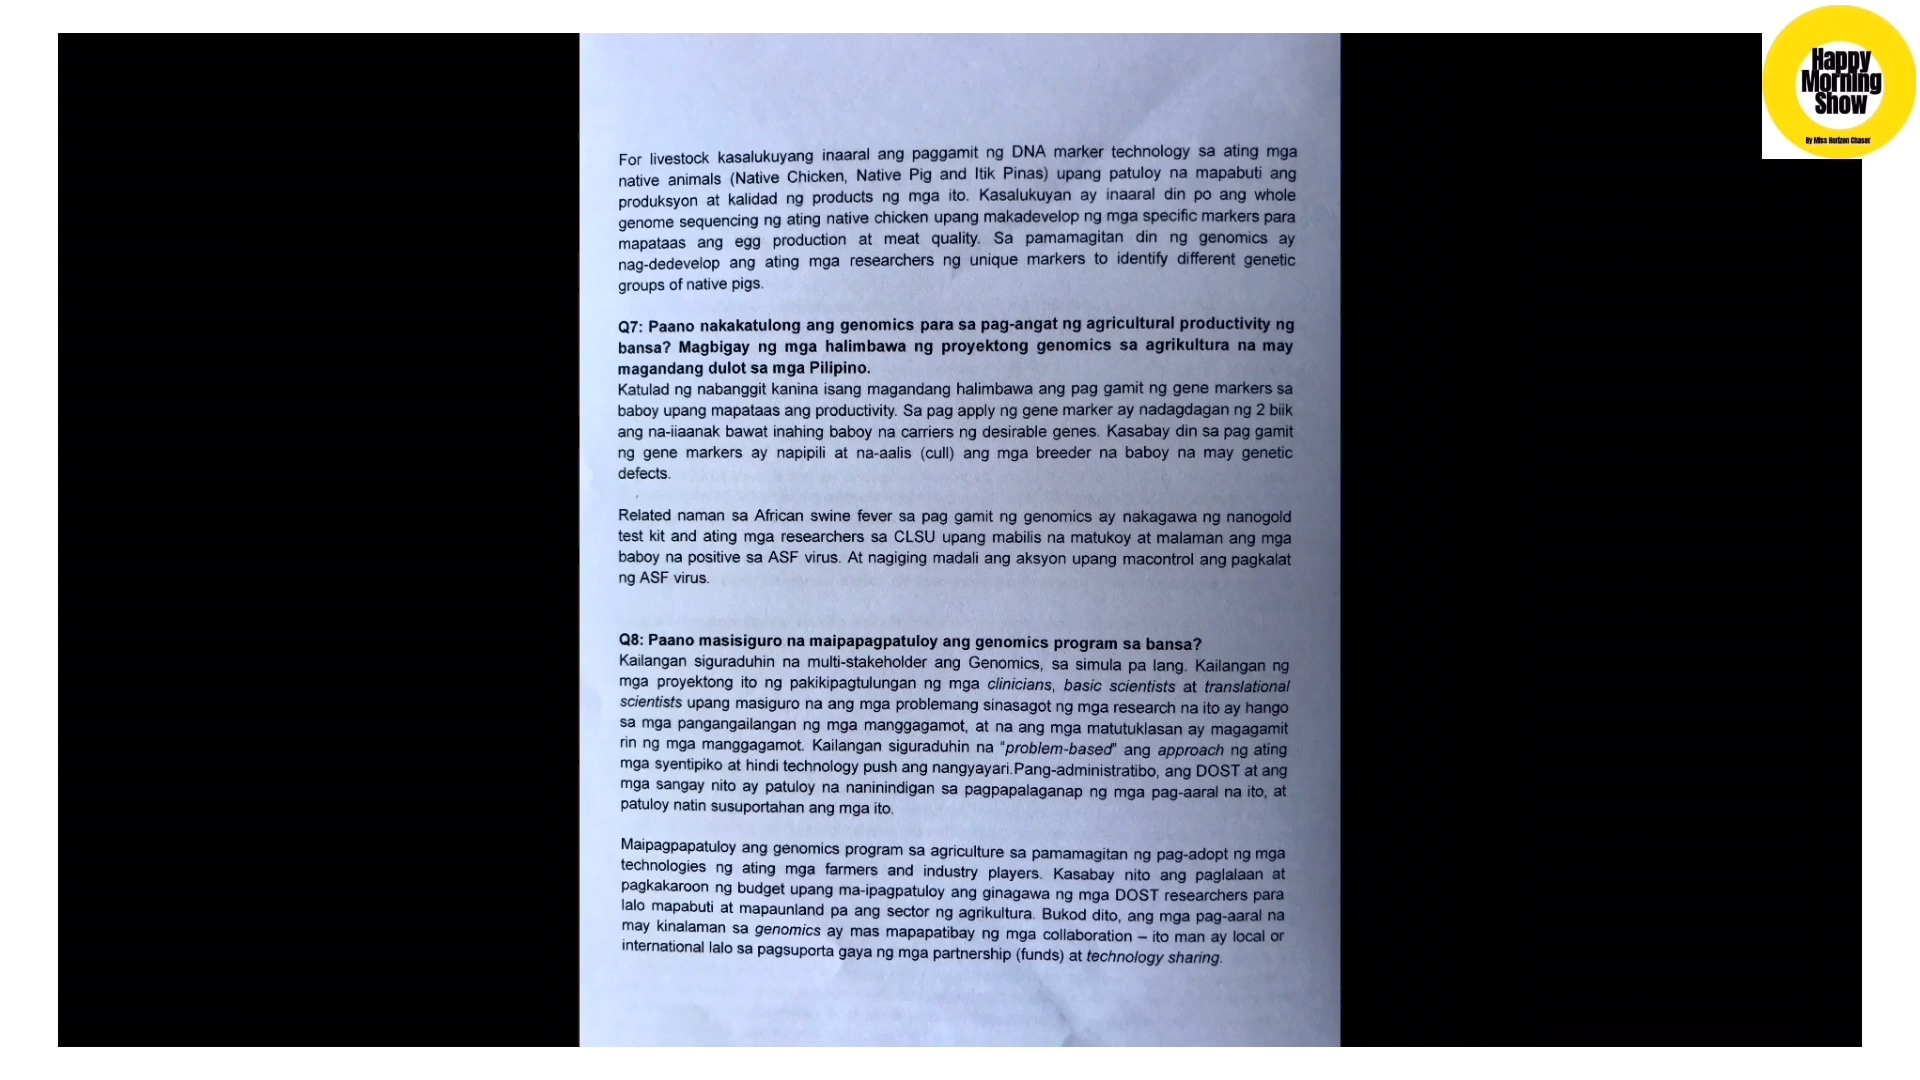 Happy
Morning
Show
By Miss Horizon Chaser
For livestock kasalukuyang inaaral ang paggamit ng DNA marker technology sa ating mga
native animals (Native Chicken, Native Pig and Itik Pinas) upang patuloy na mapabuti ang
produksyon at kalidad ng products ng mga ito. Kasalukuyan ay inaaral din po ang whole
genome sequencing ng ating native chicken upang makadevelop ng mga specific markers para
mapataas ang egg production at meat quality. Sa pamamagitan din ng genomics ay
nag-dedevelop ang ating mga researchers ng unique markers to identify different genetic
groups of native pigs.
Q7: Paano nakakatulong ang genomics para sa pag-angat ng agricultural productivity ng
bansa? Magbigay ng mga halimbawa ng proyektong genomics sa agrikultura na may
magandang dulot sa mga Pilipino.
Katulad ng nabanggit kanina isang magandang halimbawa ang pag gamit ng gene markers sa
baboy upang mapataas ang productivity. Sa pag apply ng gene marker ay nadagdagan ng 2 biik
ang na-iiaanak bawat inahing baboy na carriers ng desirable genes. Kasabay din sa pag gamit
ng gene markers ay napipili at na-aalis (cull) ang mga breeder na baboy na may genetic
defects.
Related naman sa African swine fever sa pag gamit ng genomics ay nakagawa ng nanogold
test kit and ating mga researchers sa CLSU upang mabilis na matukoy at malaman ang mga
baboy na positive sa ASF virus. At nagiging madali ang aksyon upang macontrol ang pagkalat
ng ASF virus.
Q8: Paano masisiguro na maipapagpatuloy ang genomics program sa bansa?
Kailangan siguraduhin na multi-stakeholder ang Genomics, sa simula pa lang. Kailangan ng
mga proyektong ito ng pakikipagtulungan ng mga clinicians, basic scientists at translational
scientists upang masiguro na ang mga problemang sinasagot ng mga research na ito ay hango
sa mga pangangailangan ng mga manggagamot, at na ang mga matutuklasan ay magagamit
rin ng mga manggagamot. Kailangan siguraduhin na "problem-based" ang approach ng ating
mga syentipiko at hindi technology push ang nangyayari.Pang-administratibo, ang DOST at ang
mga sangay nito ay patuloy na naninindigan sa pagpapalaganap ng mga pag-aaral na ito, at
patuloy natin susuportahan ang mga ito.
Maipagpapatuloy ang genomics program sa agriculture sa pamamagitan ng pag-adopt ng mga
technologies ng ating mga farmers and industry players. Kasabay nito ang paglalaan at
pagkakaroon ng budget upang ma-ipagpatuloy ang ginagawa ng mga DOST researchers para
lalo mapabuti at mapaunland pa ang sector ng agrikultura. Bukod dito, ang mga pag-aaral na
may kinalaman sa genomics ay mas mapapatibay ng mga collaboration – ito man ay local or
international lalo sa pagsuporta gaya ng mga partnership (funds) at technology sharing.